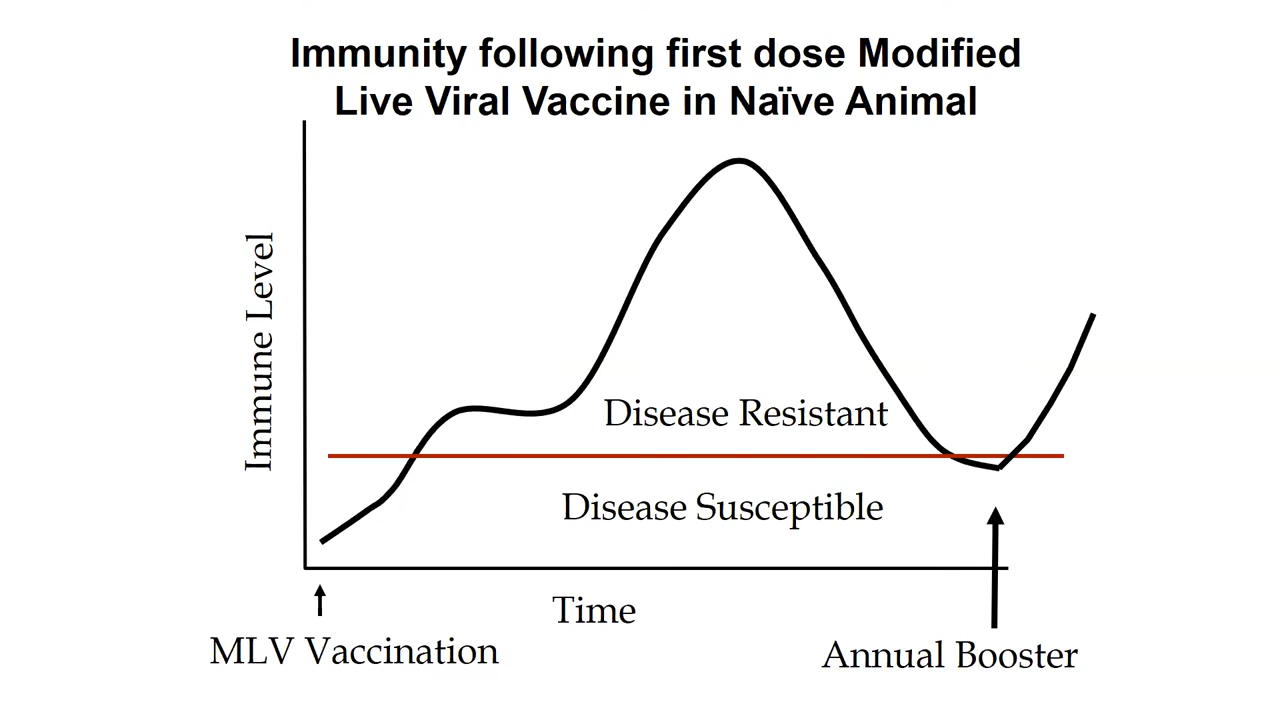 Immunity following first dose Modified
Live Viral Vaccine in Naïve Animal
Immune Level
Disease Resistant
Disease Susceptible
Time
MLV Vaccination
Annual Booster